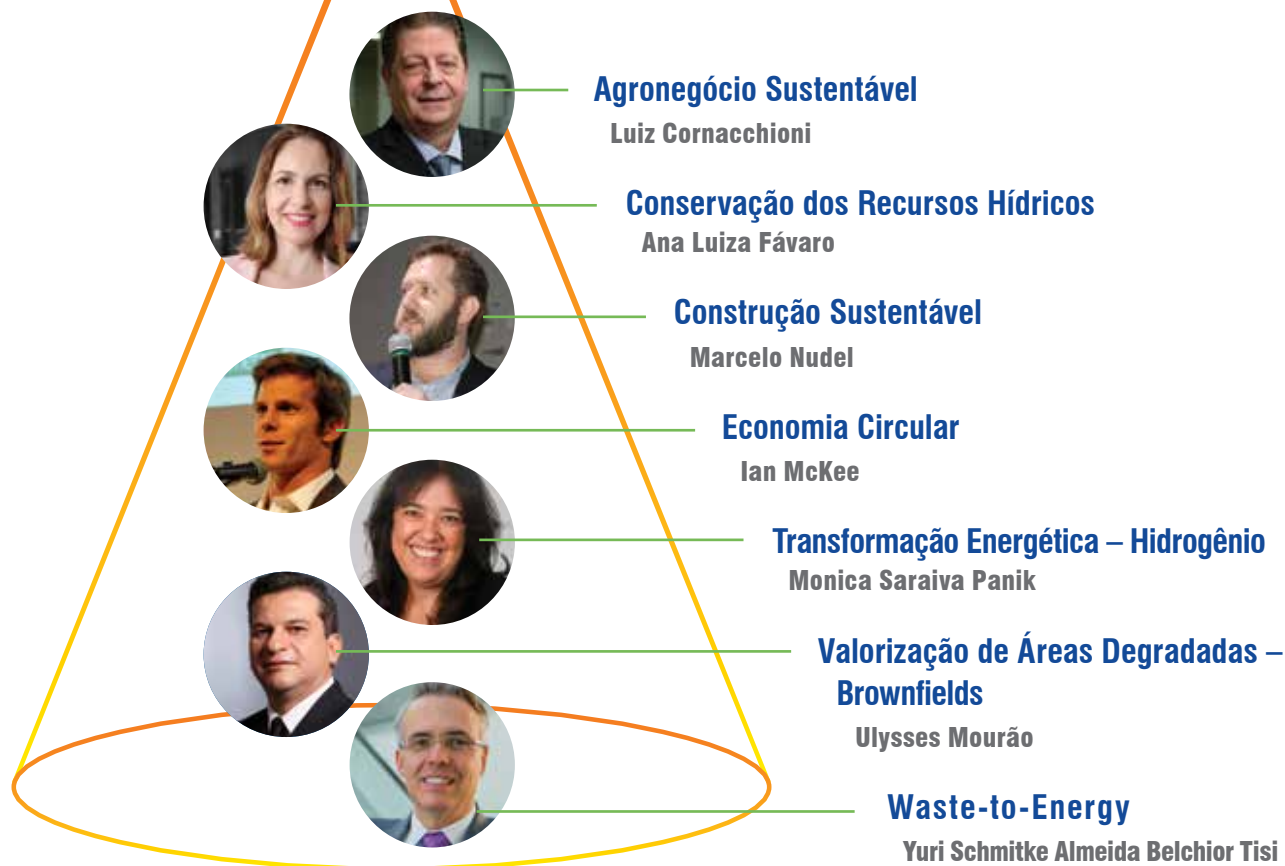 Agronegócio Sustentável
Luiz Cornacchioni
Conservação dos Recursos Hídricos
Ana Luiza Fávaro
Construção Sustentável
Marcelo Nudel
Economia Circular
Ian McKee
Transformação Energética – Hidrogênio
Monica Saraiva Panik
Valorização de Áreas Degradadas –
Brownfields
Ulysses Mourão
Waste-to-Energy
Yuri Schmitke Almeida Belchior Tisi